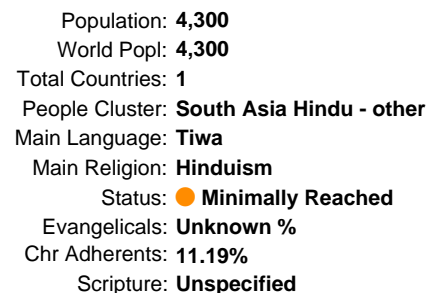 Population: 4,300
World Popl: 4,300
Total Countries: 1
People Cluster: South Asia Hindu - other
Main Language: Tiwa
Main Religion: Hinduism
Status: Minimally Reached
Evangelicals: Unknown %
Chr Adherents: 11.19%
Scripture: Unspecified